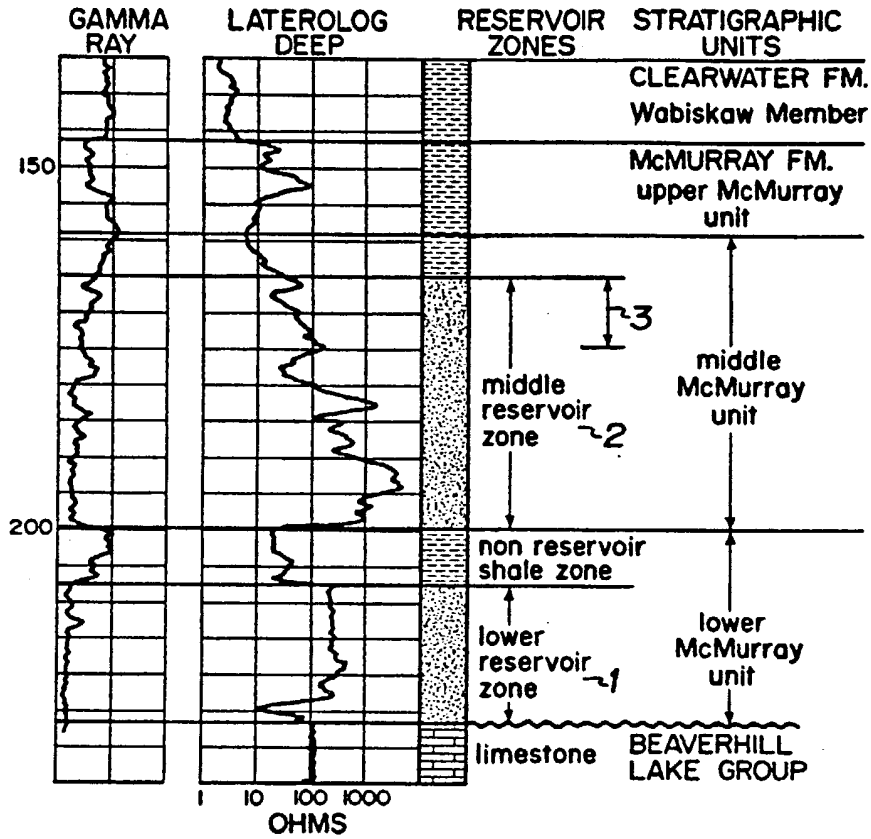 GAMMA
RAY
LATEROLOG
DEEP
RESERVOIR
ZONES
STRATIGRAPHIC
UNITS
CLEARWATER FM.
Wabiskaw Member
150
McMURRAY FM.
upper McMurray
unit
3
middle
reservoir
zone
2
middle
McMurray
unit
200
non reservoir
shale zone
lower
reservoir
zone
1
lower
McMurray
unit
limestone
BEAVERHILL
LAKE GROUP
1 10 100 1000
OHMS